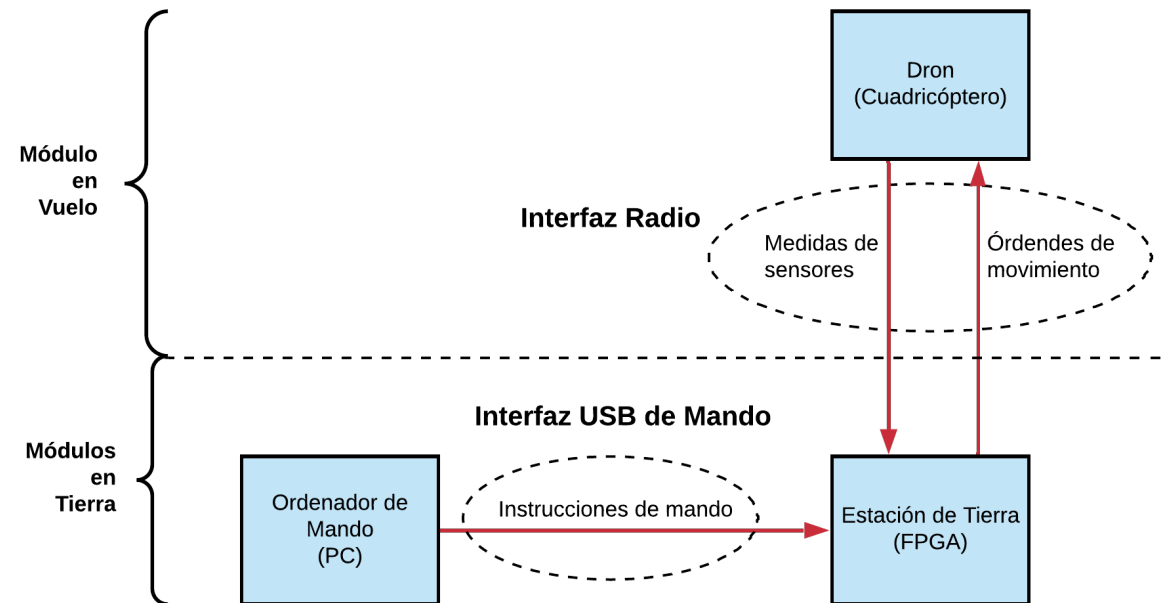 Dron
(Cuadricóptero)
Módulo
en
Vuelo
Interfaz Radio
Medidas de
sensores
Órdendes de
movimiento
Interfaz USB de Mando
Módulos
en
Tierra
Ordenador de
Mando
(PC)
Instrucciones de mando
Estación de Tierra
(FPGA)